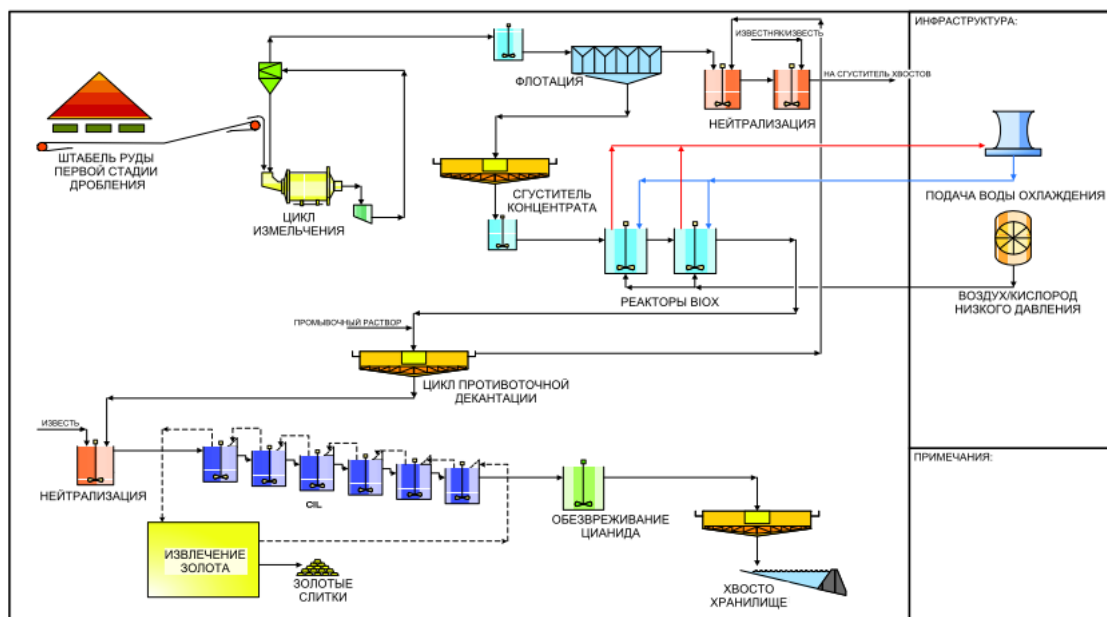 ИНФРАСТРУКТУРА:
ИЗВЕСТНЯК/ИЗВЕСТЬ
ФЛОТАЦИЯ
НА СГУСТИТЕЛЬ ХВОСТОВ
НЕЙТРАЛИЗАЦИЯ
ШТАБЕЛЬ РУДЫ
ПЕРВОЙ СТАДИИ
ДРОБЛЕНИЯ
ЦИКЛ
ИЗМЕЛЬЧЕНИЯ
СГУСТИТЕЛЬ
КОНЦЕНТРАТА
ПОДАЧА ВОДЫ ОХЛАЖДЕНИЯ
РЕАКТОРЫ BIOX
ВОЗДУХ/КИСЛОРОД
НИЗКОГО ДАВЛЕНИЯ
ПРОМЫВОЧНЫЙ РАСТВОР
ЦИКЛ ПРОТИВОТОЧНОЙ
ДЕКАНТАЦИИ
ИЗВЕСТЬ
НЕЙТРАЛИЗАЦИЯ
CIL
ОБЕЗВРЕЖИВАНИЕ
ЦИАНИДА
ПРИМЕЧАНИЯ:
ИЗВЛЕЧЕНИЕ
ЗОЛОТА
ЗОЛОТЫЕ
СЛИТКИ
ХВОСТО
ХРАНИЛИЩЕ